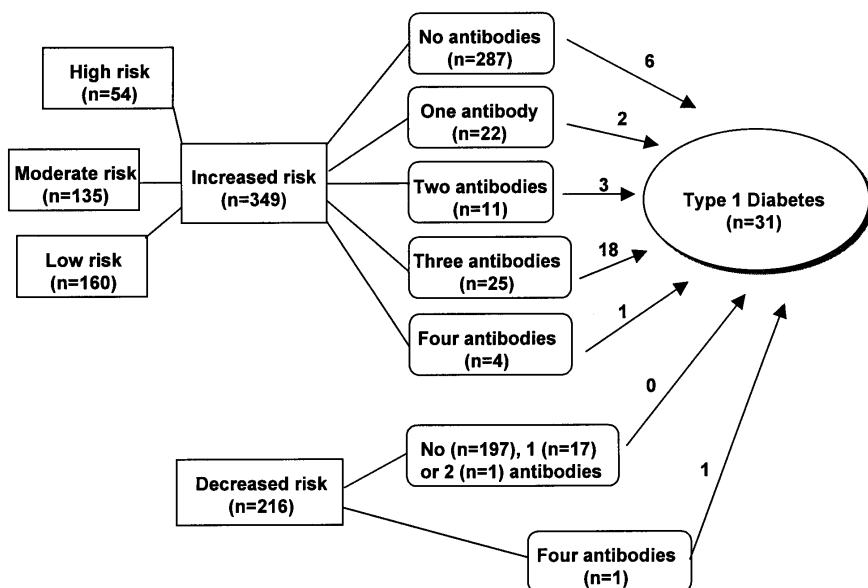 High risk
(n=54)
Moderate risk
(n=135)
Low risk
(n=160)
Increased risk
(n=349)
No antibodies
(n=287)
One antibody
(n=22)
Two antibodies
(n=11)
Three antibodies
(n=25)
Four antibodies
(n=4)
6
2
3
18
1
Type 1 Diabetes
(n=31)
Decreased risk
(n=216)
No (n=197), 1 (n=17)
or 2 (n=1) antibodies
0
Four antibodies
(n=1)
1